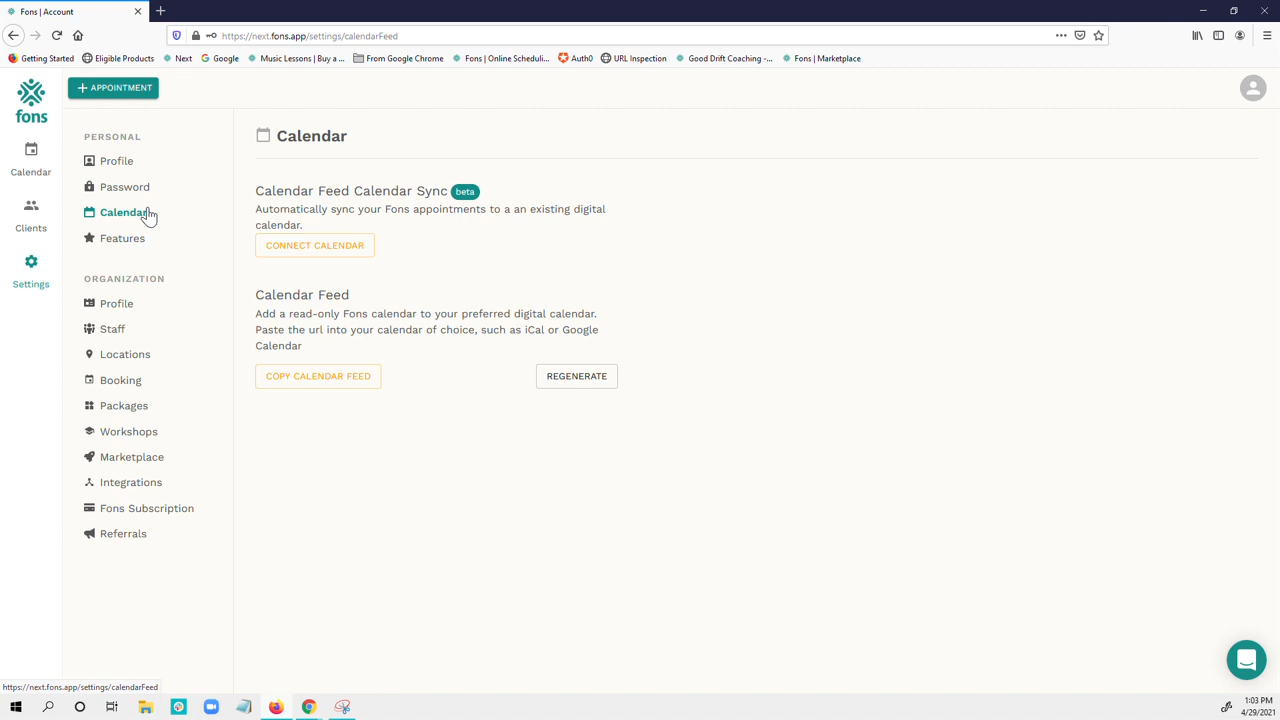 Fons | Account
https://next.fons.app/settings/calendarFeed
Getting Started
Eligible Products
Next
Google
Music Lessons | Buy a ...
From Google Chrome
Fons | Online Scheduli...
Auth0
URL Inspection
Good Drift Coaching -...
Fons | Marketplace
fons
+ APPOINTMENT
Calendar
Clients
Settings
PERSONAL
Profile
Password
Calendar
Features
ORGANIZATION
Profile
Staff
Locations
Booking
Packages
Workshops
Marketplace
Integrations
Fons Subscription
Referrals
Calendar
Calendar Feed Calendar Sync beta
Automatically sync your Fons appointments to a an existing digital
calendar.
CONNECT CALENDAR
Calendar Feed
Add a read-only Fons calendar to your preferred digital calendar.
Paste the url into your calendar of choice, such as iCal or Google
Calendar
COPY CALENDAR FEED
REGENERATE
https://next.fons.app/settings/calendarFeed
1:03 PM
4/29/2021